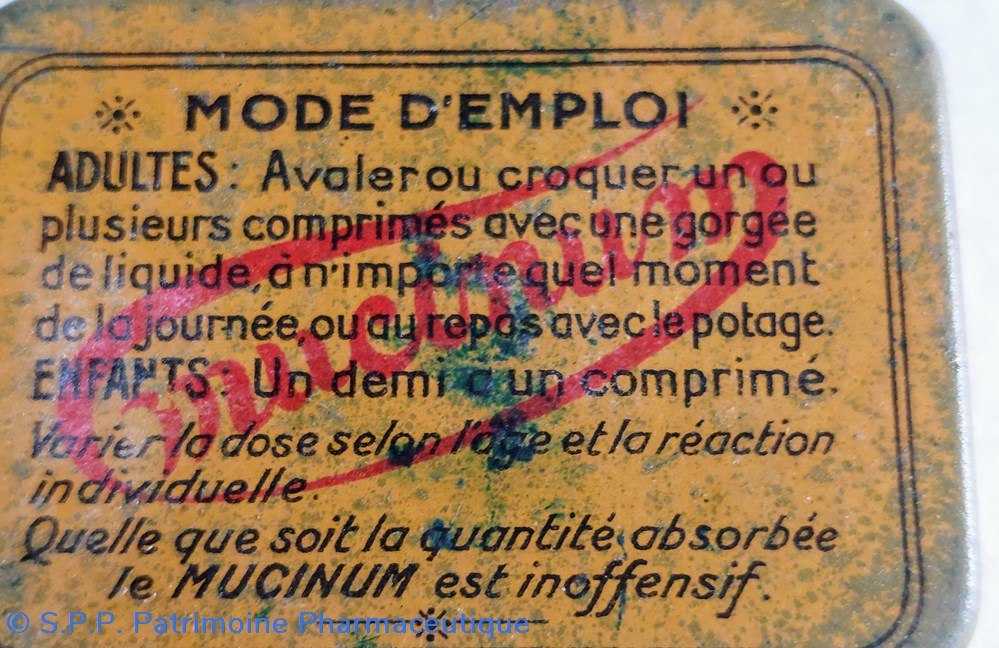 MODE D'EMPLOI
ADULTES : Avaler ou croquer un ou
plusieurs comprimés avec une gorgée
de liquide, à n'importe quel moment
de la journée, ou au repas avec le potage.
ENFANTS : Un demi à un comprimé.
Varier la dose selon l'âge et la réaction
individuelle.
Quelle que soit la quantité absorbée
le MUCINUM est inoffensif.
mucinum
© S.P.P. Patrimoine Pharmaceutique